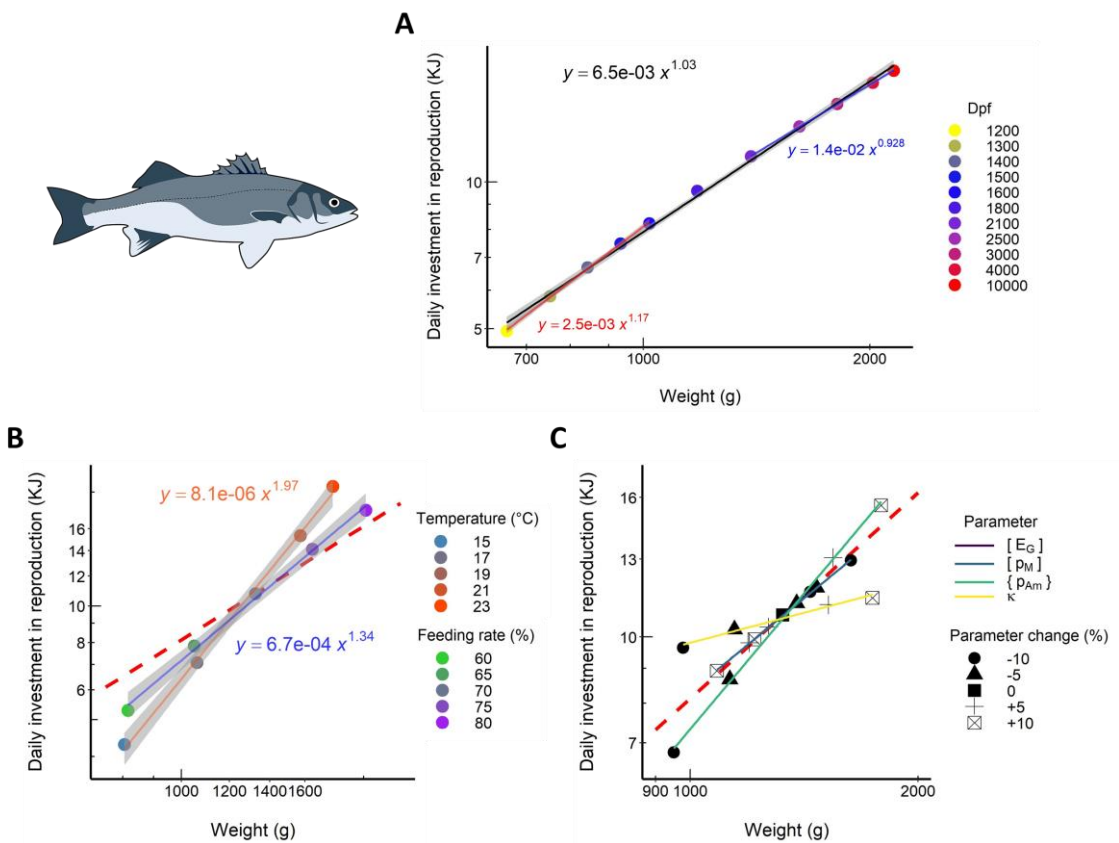 A
Daily investment in reproduction (KJ)
10
7
5
y = 6.5e-03 x^1.03
y = 1.4e-02 x^0.928
y = 2.5e-03 x^1.17
700
1000
2000
Weight (g)
Dpf
1200
1300
1400
1500
1600
1800
2100
2500
3000
4000
10000
B
Daily investment in reproduction (KJ)
16
14
10
8
6
y = 8.1e-06 x^1.97
y = 6.7e-04 x^1.34
1000
1200
1400
1600
Weight (g)
Temperature (°C)
15
17
19
21
23
Feeding rate (%)
60
65
70
75
80
C
Daily investment in reproduction (KJ)
16
13
10
7
900
1000
2000
Weight (g)
Parameter
[ E_G ]
[ p_M ]
{ p_Am }
κ
Parameter change (%)
-10
-5
0
+5
+10